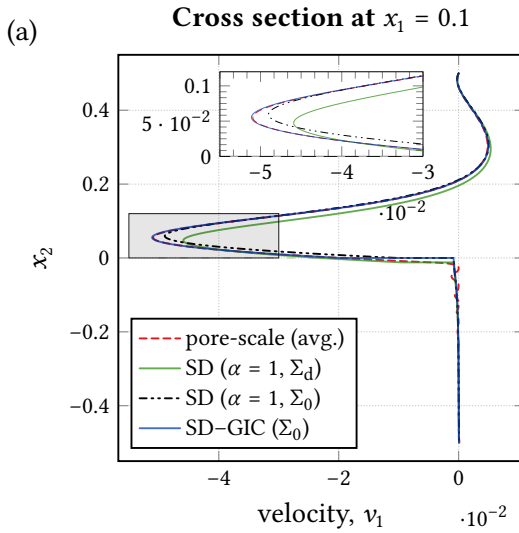 (a)
Cross section at x₁ = 0.1
0.4
0.2
0
−0.2
−0.4
x₂
0.1
5 · 10⁻²
0
−5
−4
−3
·10⁻²
pore-scale (avg.)
SD (α = 1, Σd)
SD (α = 1, Σ₀)
SD−GIC (Σ₀)
−4
−2
0
velocity, v₁
·10⁻²